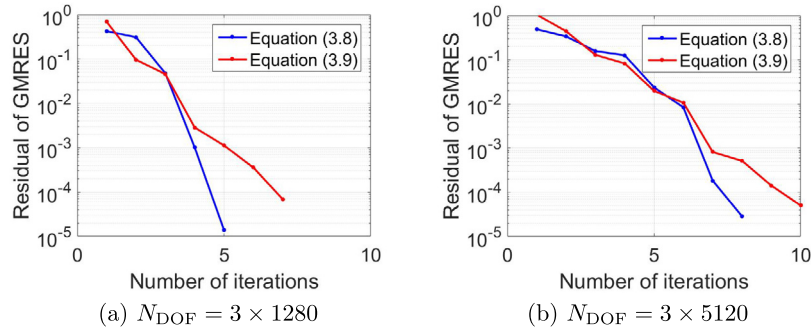 10^0
10^-1
10^-2
10^-3
10^-4
10^-5
Residual of GMRES
Equation (3.8)
Equation (3.9)
0 5 10
Number of iterations
(a) N_DOF = 3 × 1280
10^0
10^-1
10^-2
10^-3
10^-4
10^-5
Residual of GMRES
Equation (3.8)
Equation (3.9)
0 5 10
Number of iterations
(b) N_DOF = 3 × 5120